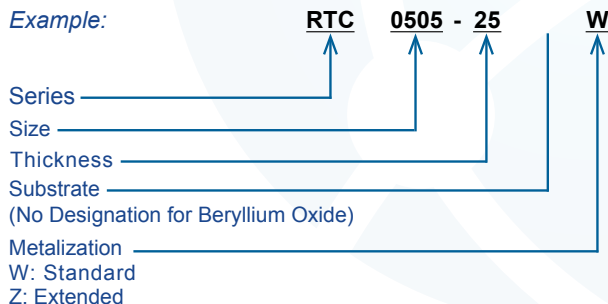 Example: RTC 0505 - 25 W
Series
Size
Thickness
Substrate
(No Designation for Beryllium Oxide)
Metalization
W: Standard
Z: Extended